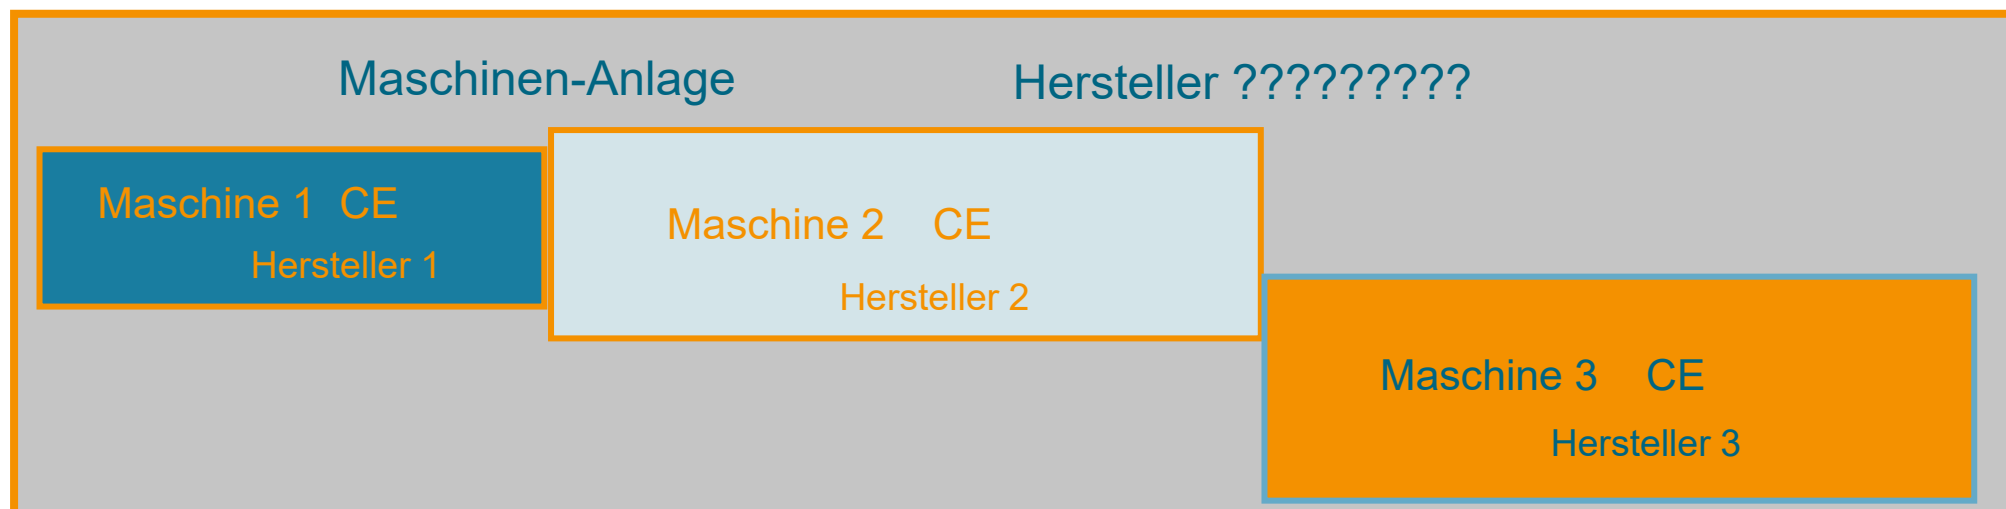 Maschinen-Anlage
Hersteller ?????????
Maschine 1 CE
Hersteller 1
Maschine 2 CE
Hersteller 2
Maschine 3 CE
Hersteller 3